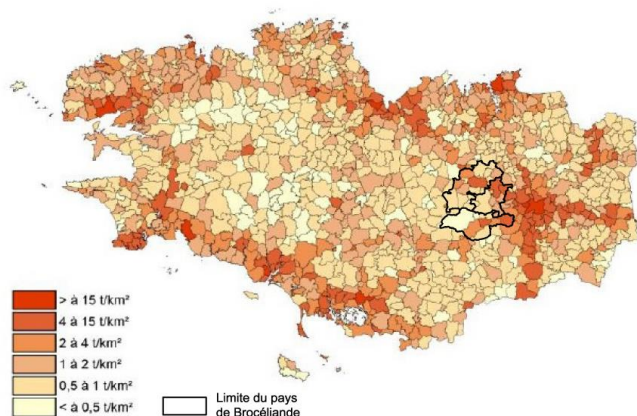 > à 15 t/km²
4 à 15 t/km²
2 à 4 t/km²
1 à 2 t/km²
0,5 à 1 t/km²
< à 0,5 t/km²
Limite du pays
de Brocéliande